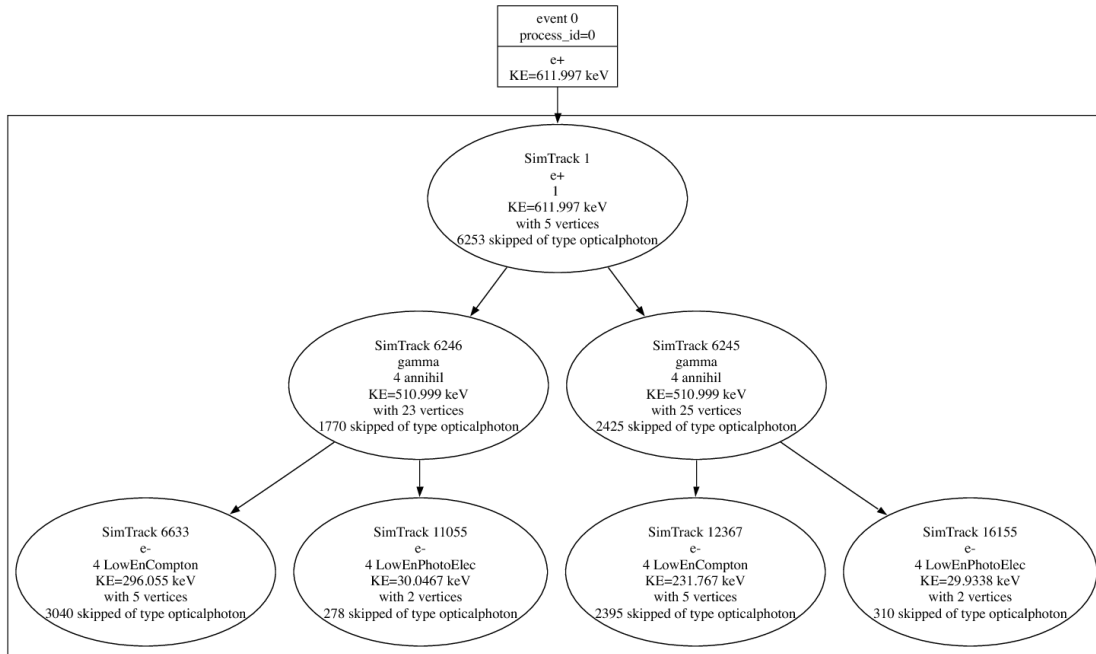 event 0
process_id=0
e+
KE=611.997 keV
SimTrack 1
e+
1
KE=611.997 keV
with 5 vertices
6253 skipped of type opticalphoton
SimTrack 6246
gamma
4 annihil
KE=510.999 keV
with 23 vertices
1770 skipped of type opticalphoton
SimTrack 6245
gamma
4 annihil
KE=510.999 keV
with 25 vertices
2425 skipped of type opticalphoton
SimTrack 6633
e-
4 LowEnCompton
KE=296.055 keV
with 5 vertices
3040 skipped of type opticalphoton
SimTrack 11055
e-
4 LowEnPhotoElec
KE=30.0467 keV
with 2 vertices
278 skipped of type opticalphoton
SimTrack 12367
e-
4 LowEnCompton
KE=231.767 keV
with 5 vertices
2395 skipped of type opticalphoton
SimTrack 16155
e-
4 LowEnPhotoElec
KE=29.9338 keV
with 2 vertices
310 skipped of type opticalphoton